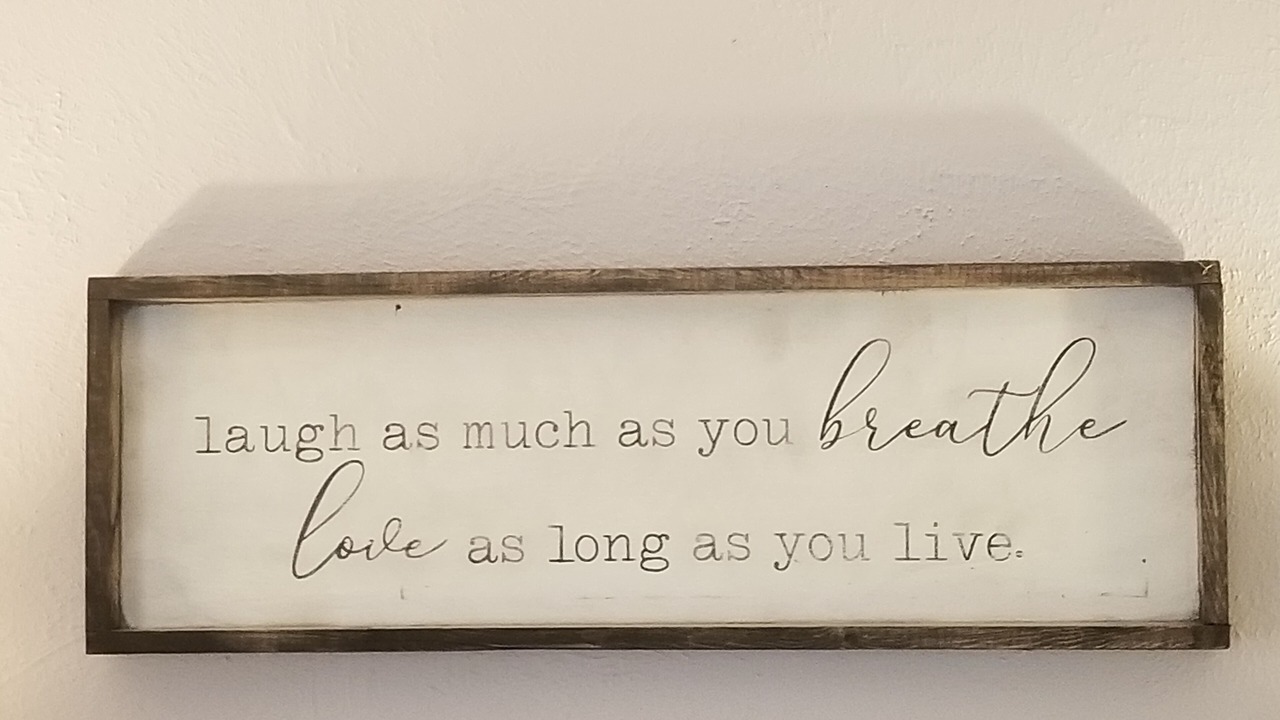 laugh as much as you breathe
love as long as you live.